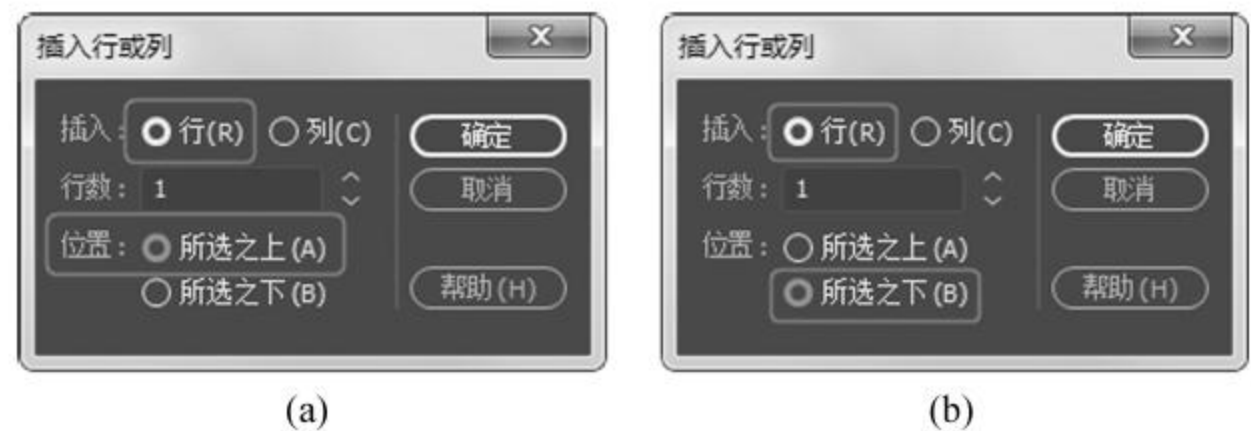 插入行或列
插入: 行(R) 列(C) 确定
行数: 1 取消
位置: 所选之上(A)
所选之下(B) 帮助(H)
(a)
插入行或列
插入: 行(R) 列(C) 确定
行数: 1 取消
位置: 所选之上(A)
所选之下(B) 帮助(H)
(b)